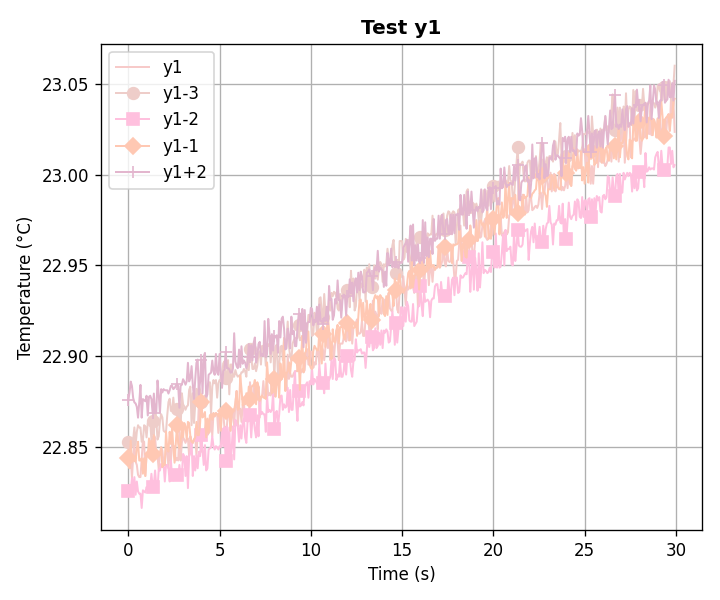 Test y1
y1
y1-3
y1-2
y1-1
y1+2
Temperature (°C)
23.05
23.00
22.95
22.90
22.85
0 5 10 15 20 25 30
Time (s)